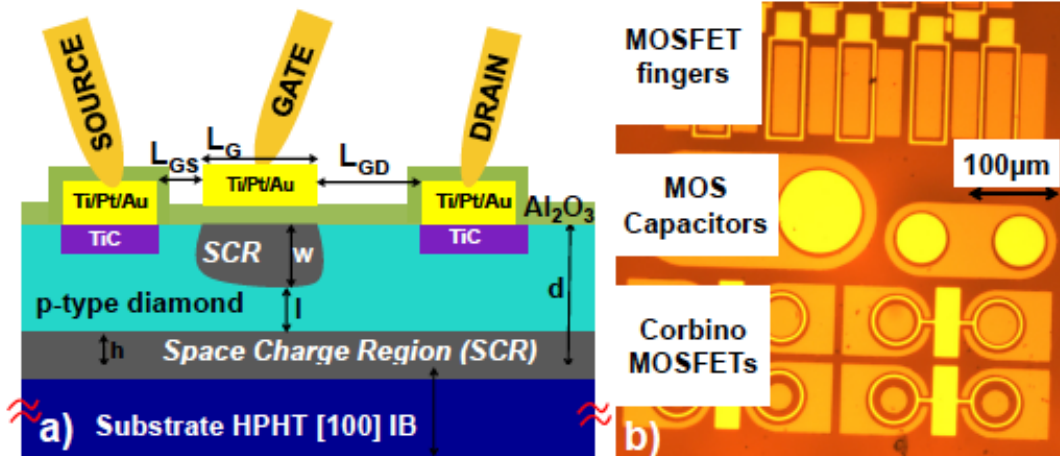 SOURCE
GATE
DRAIN
L_GS
L_G
L_GD
Ti/Pt/Au
Ti/Pt/Au
Ti/Pt/Au
Al₂O₃
TiC
TiC
SCR
w
d
p-type diamond
l
h
Space Charge Region (SCR)
a)
Substrate HPHT [100] IB
MOSFET
fingers
100μm
MOS
Capacitors
Corbino
MOSFETs
b)